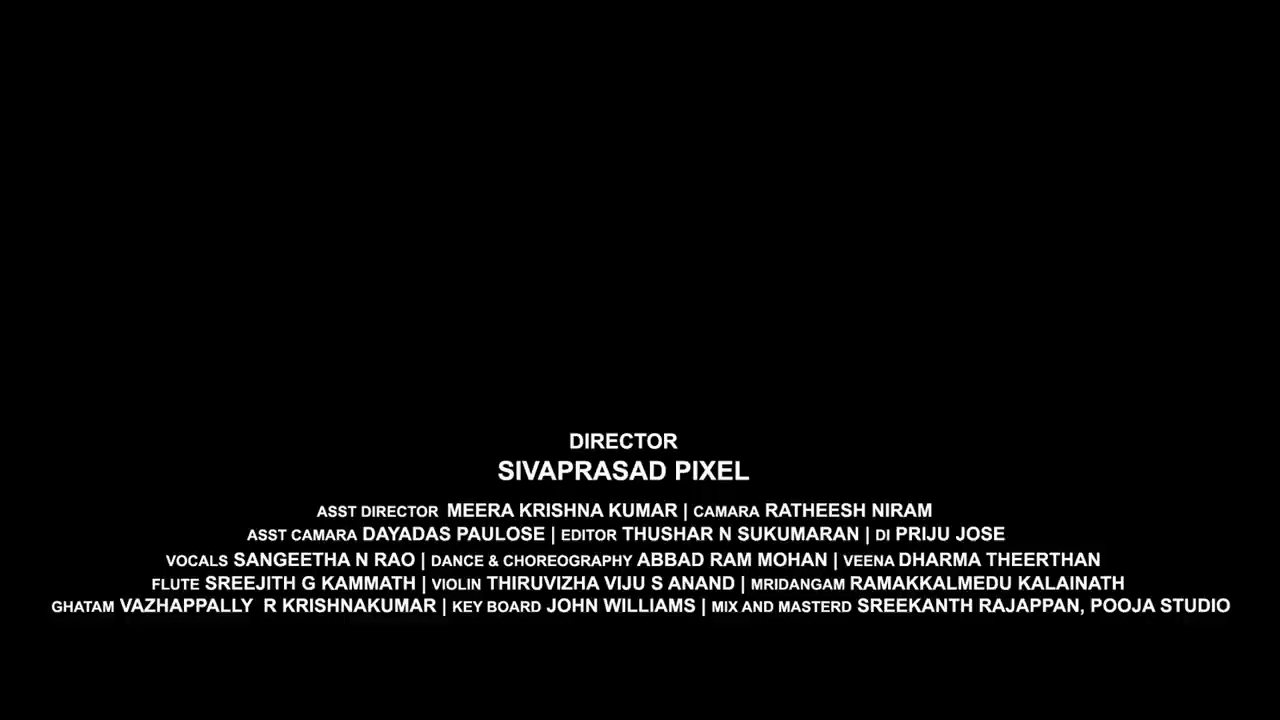 DIRECTOR
SIVAPRASAD PIXEL
ASST DIRECTOR MEERA KRISHNA KUMAR | CAMARA RATHEESH NIRAM
ASST CAMARA DAYADAS PAULOSE | EDITOR THUSHAR N SUKUMARAN | DI PRIJU JOSE
VOCALS SANGEETHA N RAO | DANCE & CHOREOGRAPHY ABBAD RAM MOHAN | VEENA DHARMA THEERTHAN
FLUTE SREEJITH G KAMMATH | VIOLIN THIRUVIZHA VIJU S ANAND | MRIDANGAM RAMAKKALMEDU KALAINATH
GHATAM VAZHAPPALLY R KRISHNAKUMAR | KEY BOARD JOHN WILLIAMS | MIX AND MASTERD SREEKANTH RAJAPPAN, POOJA STUDIO